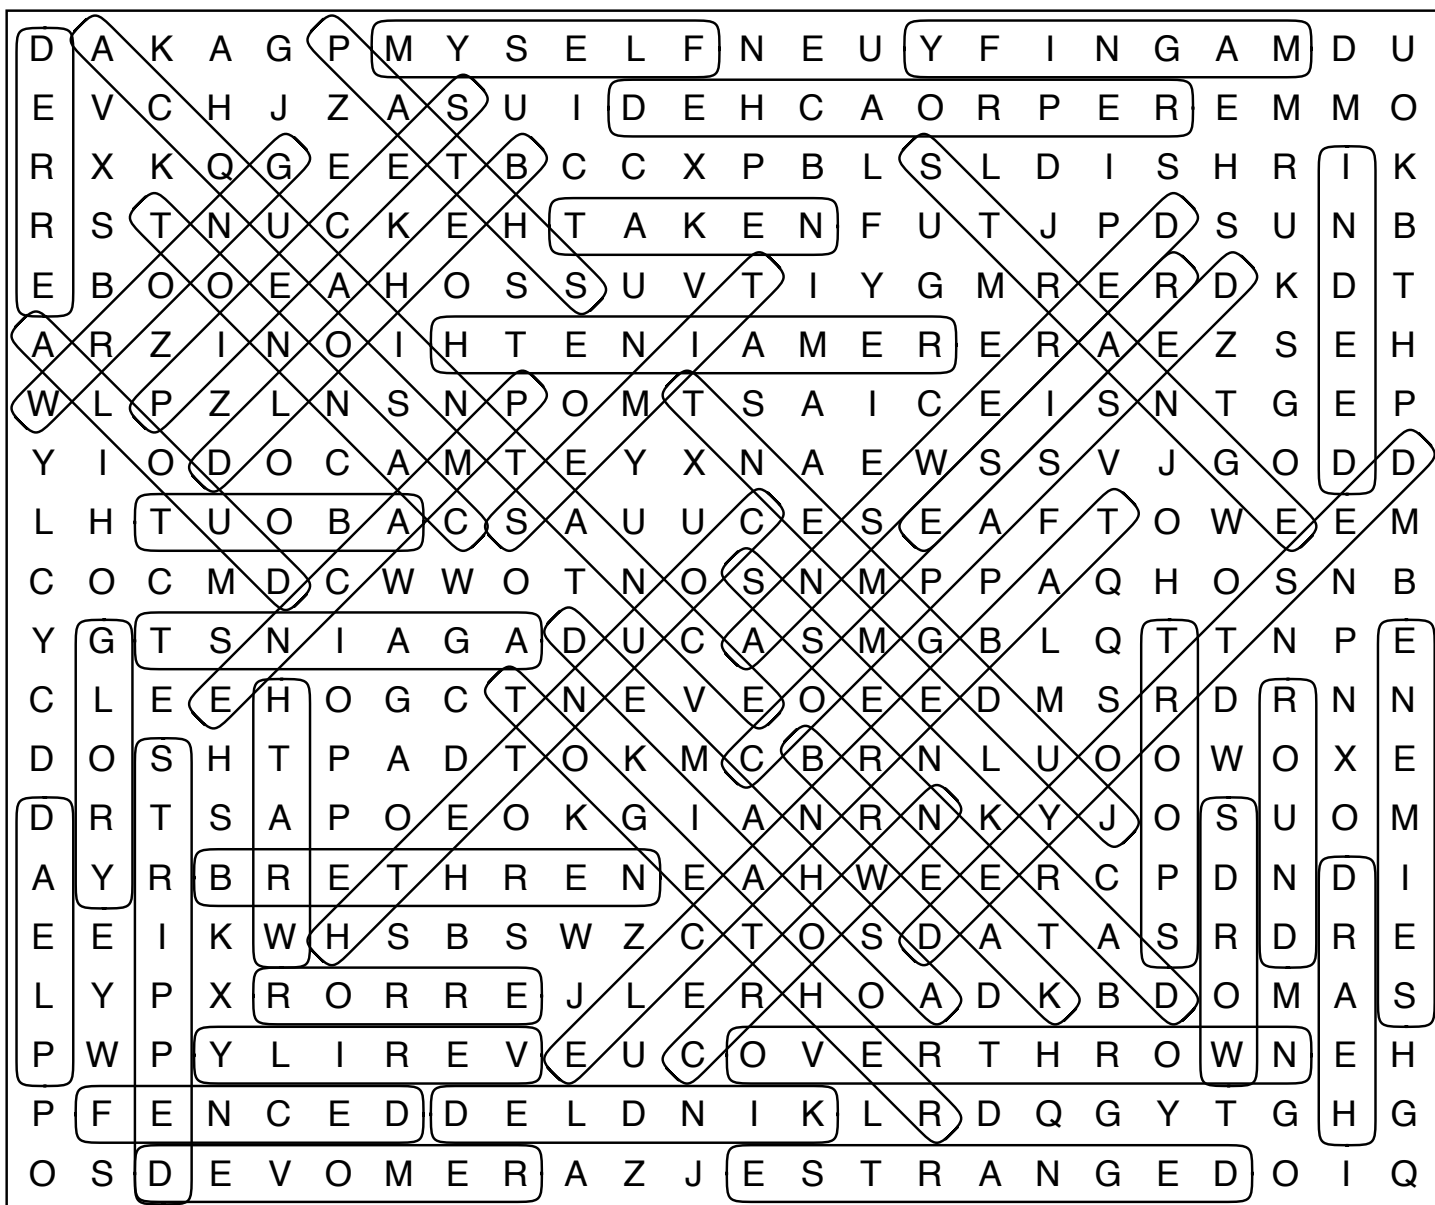 D A K A G P M Y S E L F N E U Y F I N G A M D U
E V C H J Z A S U I D E H C A O R P E R E M M O
R X K Q G E E T B C C X P B L S L D I S H R I K
R S T N U C K E H T A K E N F U T J P D S U N B
E B O O E A H O S S U V T I Y G M R E R D K D T
A R Z I N O I H T E N I A M E R E R A E Z S E H
W L P Z L N S N P O M T S A I C E I S N T G E P
Y I O D O C A M T E Y X N A E W S S V J G O D D
L H T U O B A C S A U U C E S E A F T O W E E M
C O C M D C W W O T N O S N M P P A Q H O S N B
Y G T S N I A G A D U C A S M G B L Q T T N P E
C L E E H O G C T N E V E O E E D M S R D R N N
D O S H T P A D T O K M C B R N L U O O W O X E
D R T S A P O E O K G I A N R N K Y J O S U O M
A Y R B R E T H R E N E A H W E E R C P D N D I
E E I K W H S B S W Z C T O S D A T A S R D R E
L Y P X R O R R E J L E R H O A D K B D O M A S
P W P Y L I R E V E U C O V E R T H R O W N E H
P F E N C E D D E L D N I K L R D Q G Y T G H G
O S D E V O M E R A Z J E S T R A N G E D O I Q